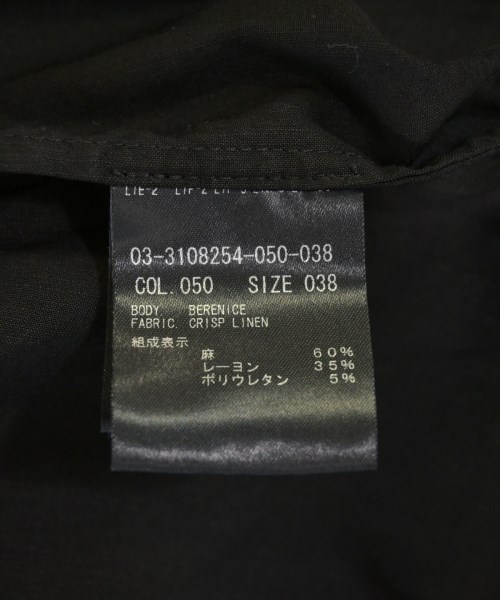 03-3108254-050-038
COL.050 SIZE 038
BODY BERENICE
FABRIC. CRISP LINEN
組成表示
麻 60%
レーヨン 35%
ポリウレタン 5%